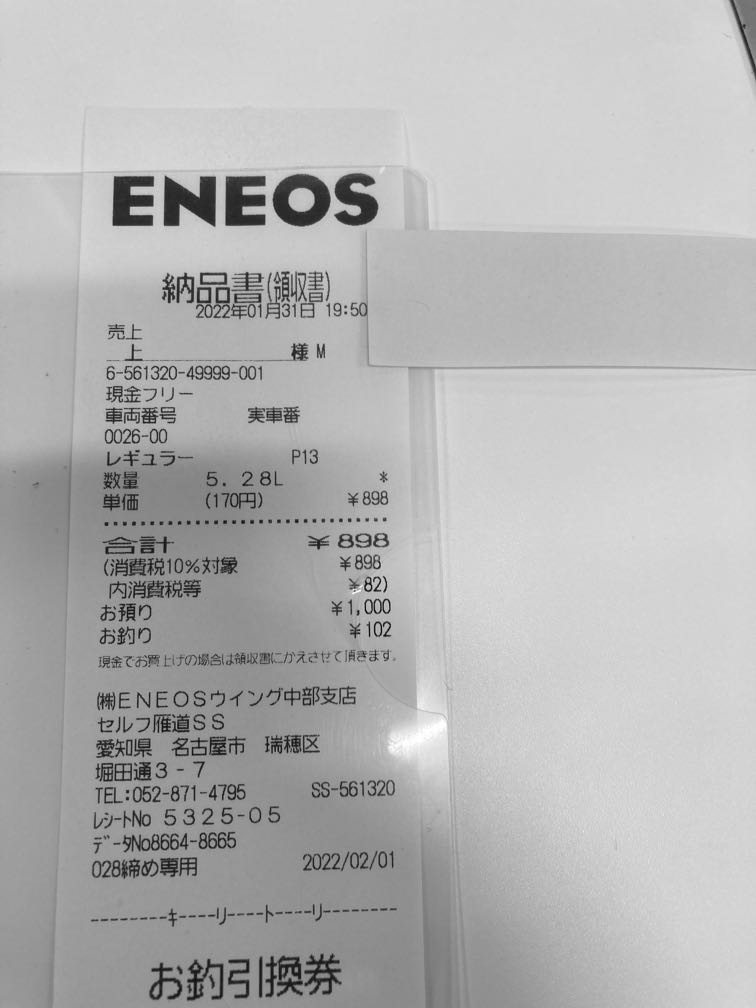 ENEOS
納品書(領収書)
2022年01月31日 19:50
売上
上 様 M
6-561320-49999-001
現金フリー
車両番号 実車番
0026-00
レギュラー P13
数量 5.28L *
単価 (170円) ¥898
合計 ¥898
(消費税10%対象 ¥898
内消費税等 ¥82)
お預り ¥1,000
お釣り ¥102
現金でお買上げの場合は領収書にかえさせて頂きます。
㈱ENEOSウイング中部支店
セルフ雁道SS
愛知県 名古屋市 瑞穂区
堀田通3-7
TEL:052-871-4795 SS-561320
レシートNo 5325-05
データNo8664-8665
028締め専用 2022/02/01
--------キ----リ----ト----リ--------
お釣引換券